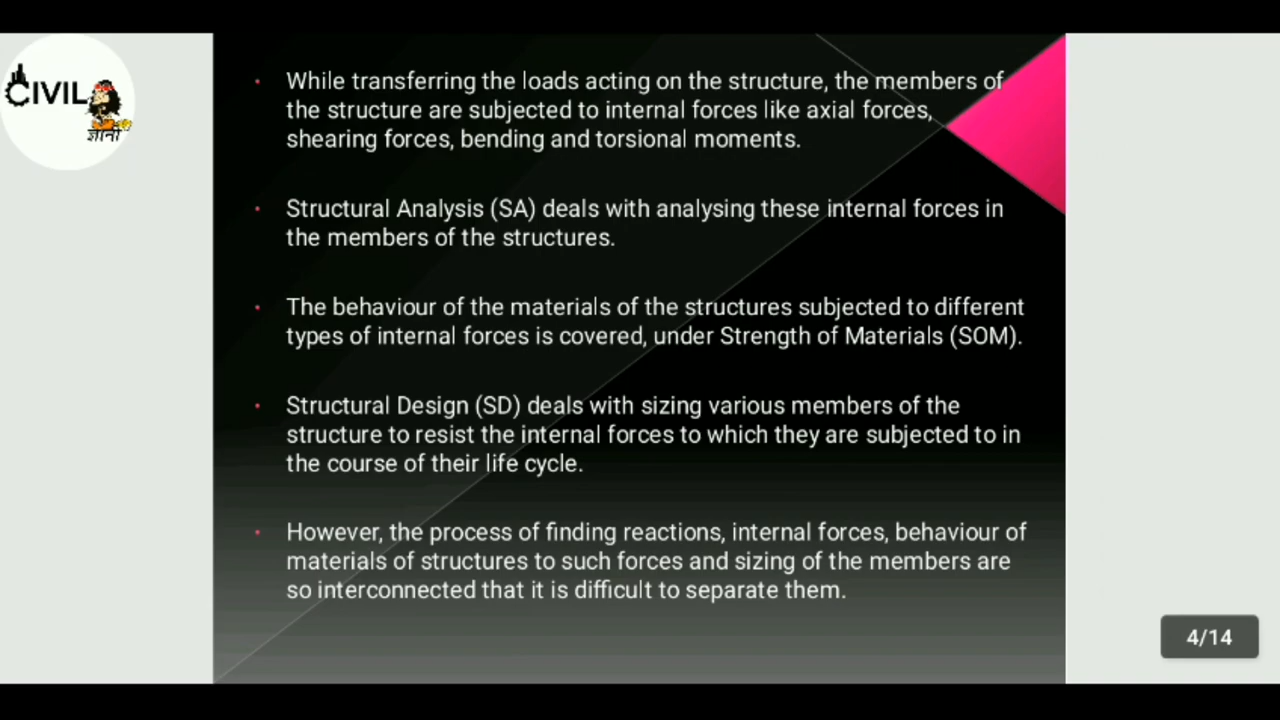 CIVIL
ज्ञानी
• While transferring the loads acting on the structure, the members of
the structure are subjected to internal forces like axial forces,
shearing forces, bending and torsional moments.
• Structural Analysis (SA) deals with analysing these internal forces in
the members of the structures.
• The behaviour of the materials of the structures subjected to different
types of internal forces is covered, under Strength of Materials (SOM).
• Structural Design (SD) deals with sizing various members of the
structure to resist the internal forces to which they are subjected to in
the course of their life cycle.
• However, the process of finding reactions, internal forces, behaviour of
materials of structures to such forces and sizing of the members are
so interconnected that it is difficult to separate them.
4/14